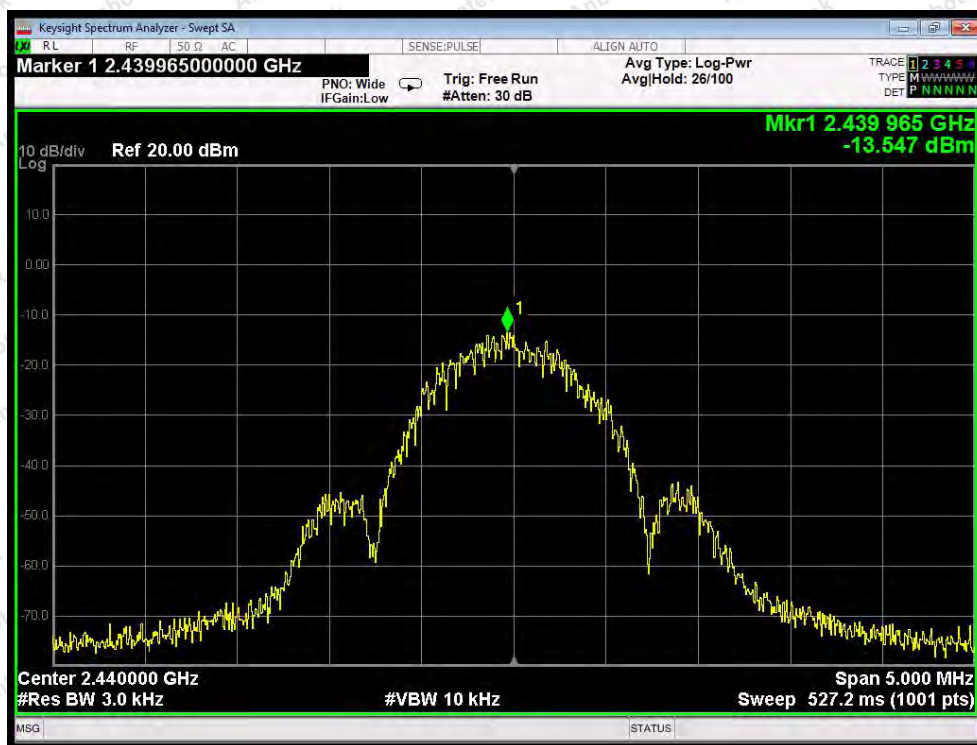 Keysight Spectrum Analyzer - Swept SA
LXI RL RF 50 Ω AC SENSE:PULSE ALIGN AUTO
Marker 1 2.439965000000 GHz
PNO: Wide
IFGain:Low
Trig: Free Run
#Atten: 30 dB
Avg Type: Log-Pwr
Avg|Hold: 26/100
TRACE 1 2 3 4 5 6
TYPE M WWWWW
DET P N N N N N
Mkr1 2.439 965 GHz
-13.547 dBm
10 dB/div Ref 20.00 dBm
Log
10.0
0.00
1
-10.0
-20.0
-30.0
-40.0
-50.0
-60.0
-70.0
Center 2.440000 GHz Span 5.000 MHz
#Res BW 3.0 kHz #VBW 10 kHz Sweep 527.2 ms (1001 pts)
MSG STATUS